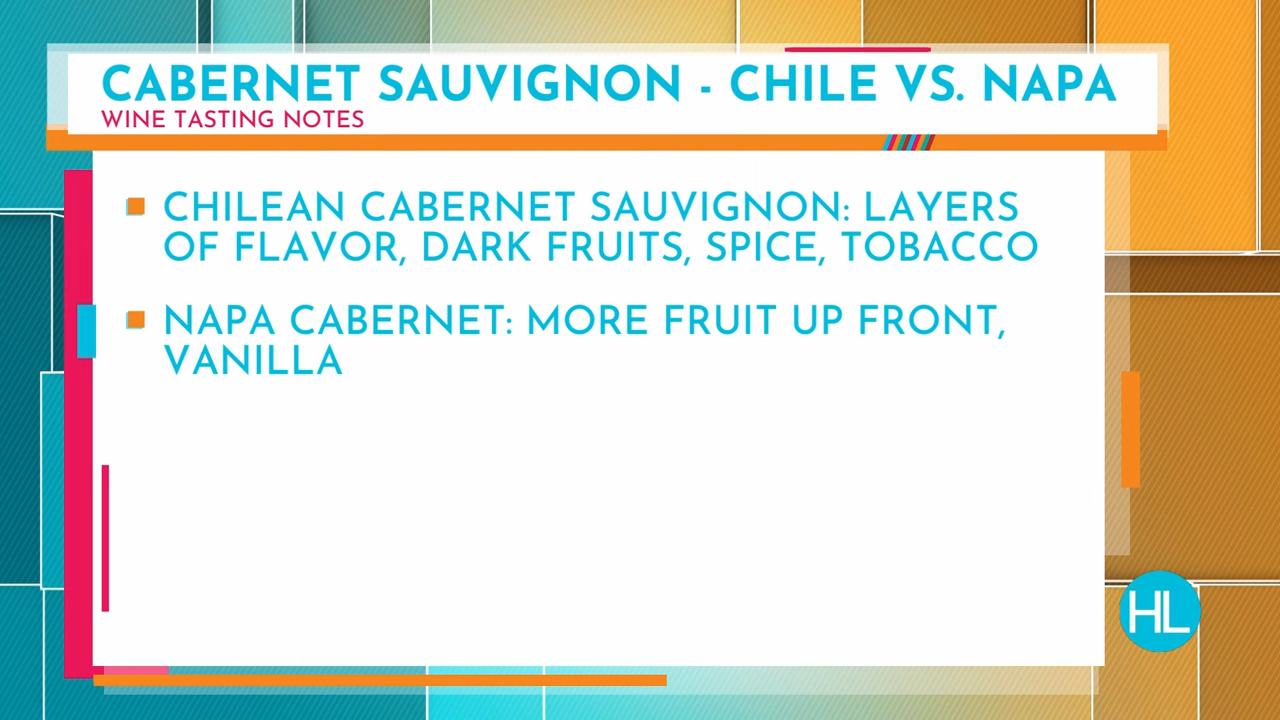 CABERNET SAUVIGNON - CHILE VS. NAPA
WINE TASTING NOTES
CHILEAN CABERNET SAUVIGNON: LAYERS
OF FLAVOR, DARK FRUITS, SPICE, TOBACCO
NAPA CABERNET: MORE FRUIT UP FRONT,
VANILLA
HL